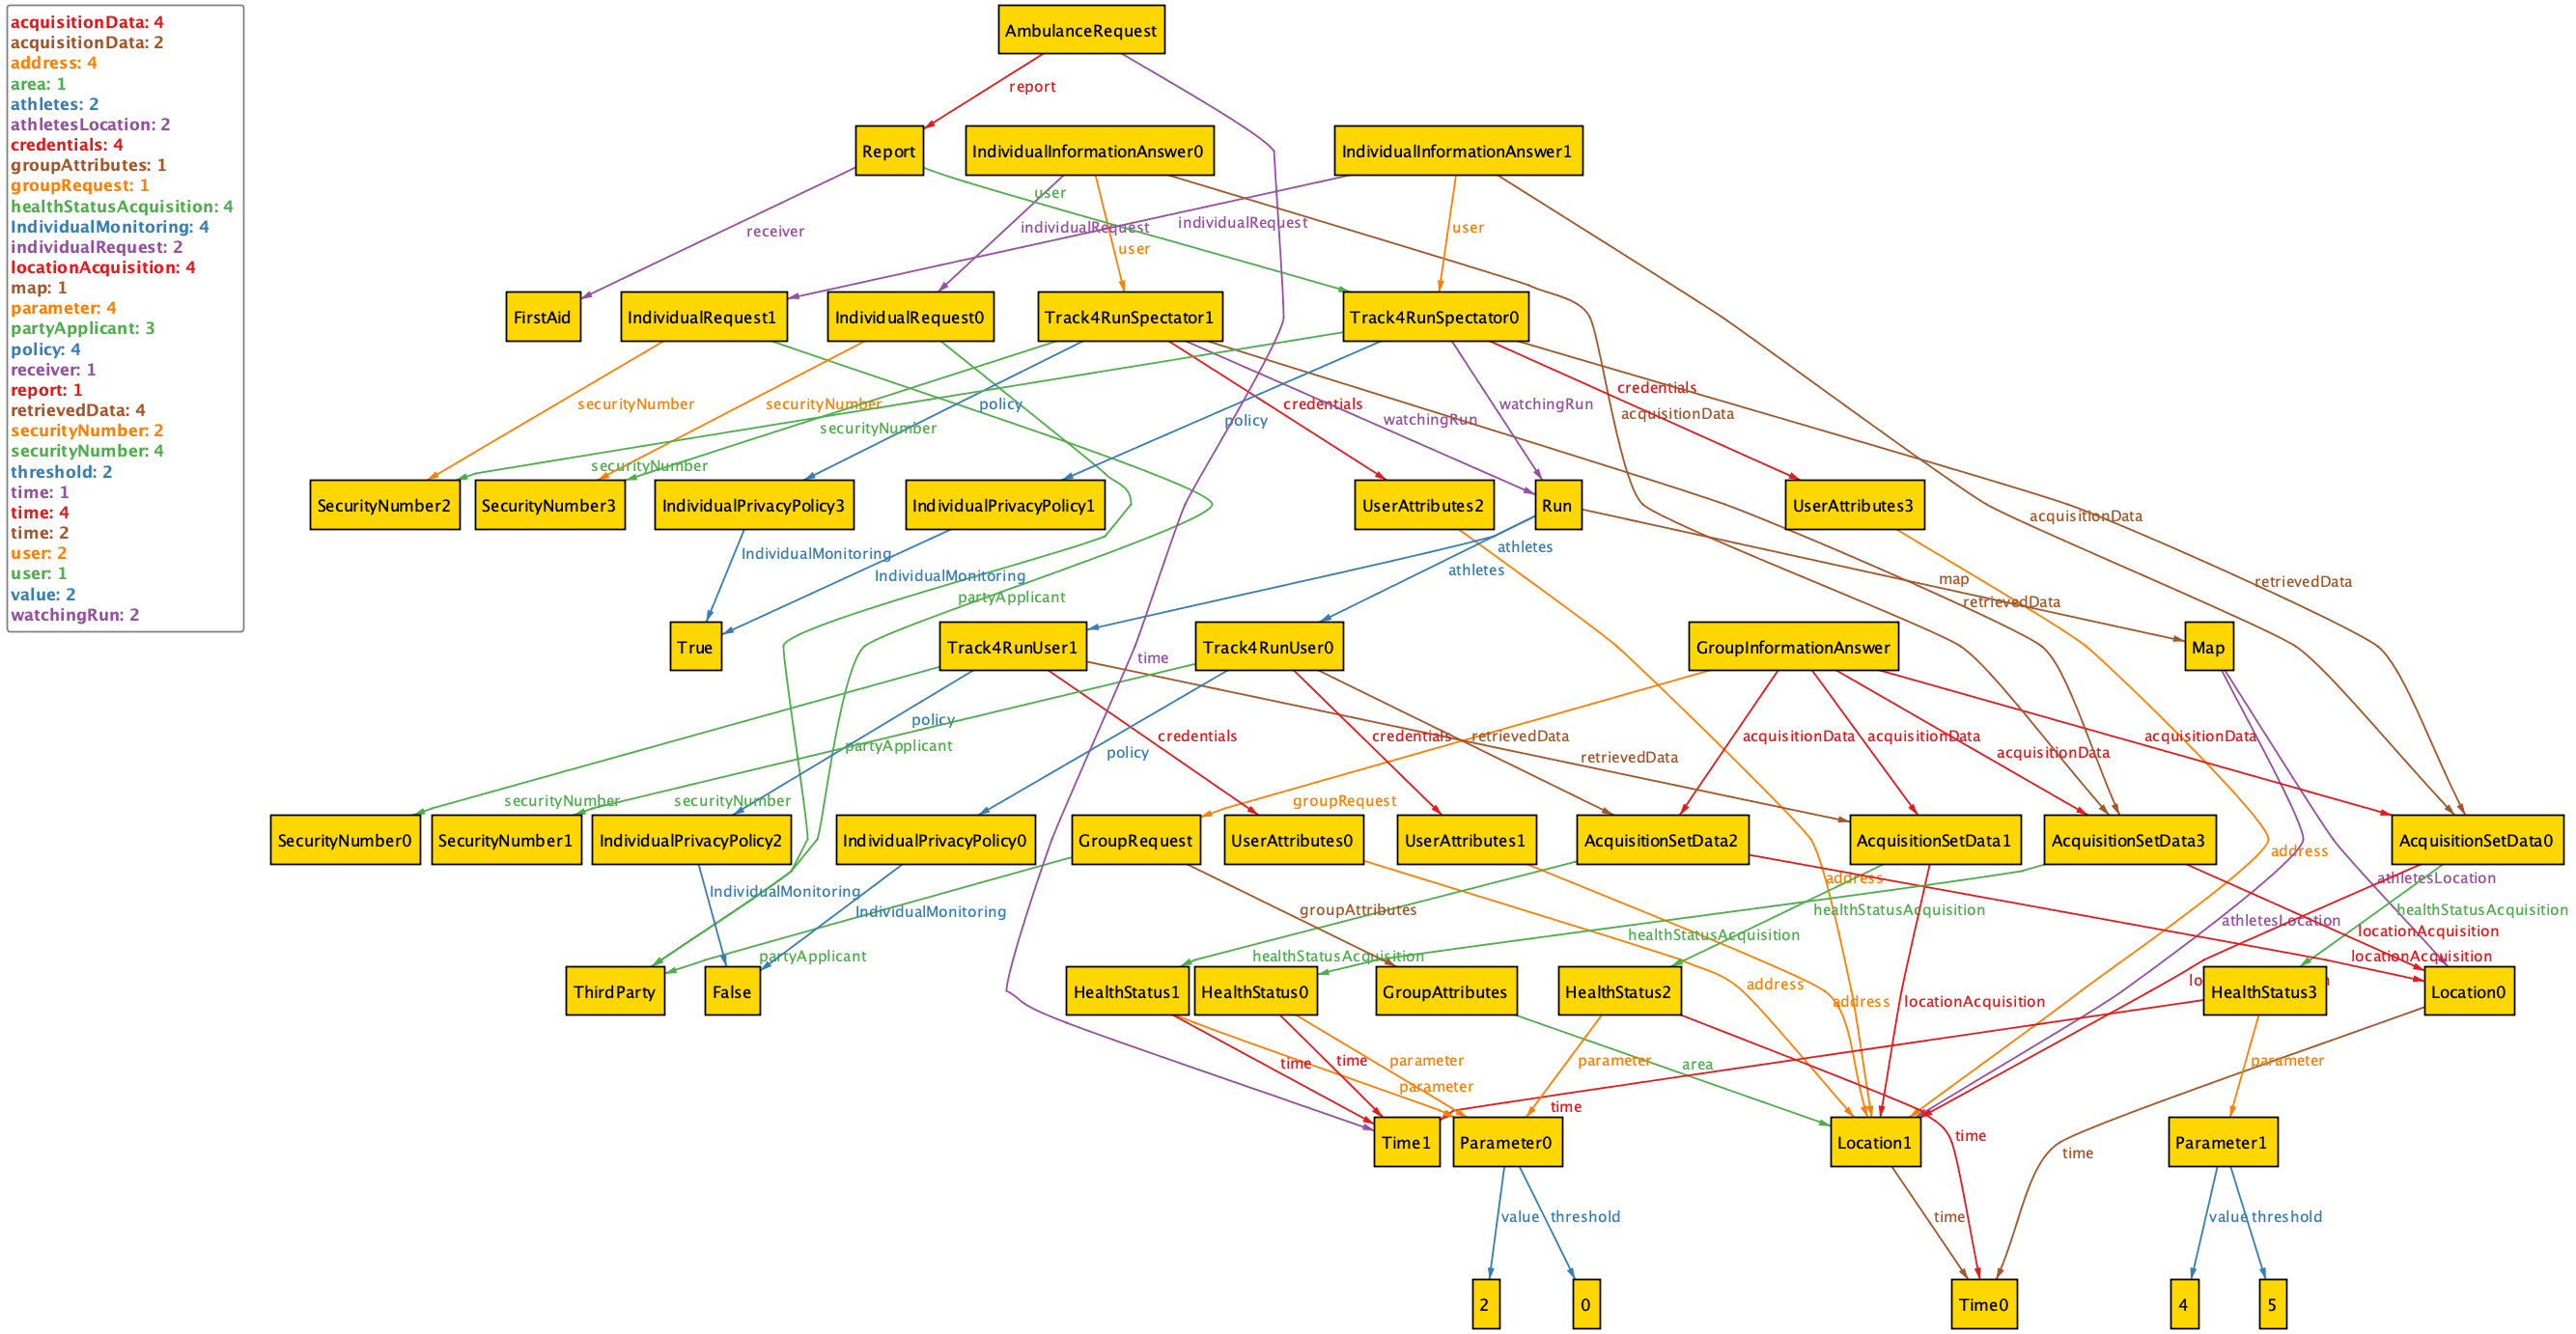 acquisitionData: 4
acquisitionData: 2
address: 4
area: 1
athletes: 2
athletesLocation: 2
credentials: 4
groupAttributes: 1
groupRequest: 1
healthStatusAcquisition: 4
IndividualMonitoring: 4
individualRequest: 2
locationAcquisition: 4
map: 1
parameter: 4
partyApplicant: 3
policy: 4
receiver: 1
report: 1
retrievedData: 4
securityNumber: 2
securityNumber: 4
threshold: 2
time: 1
time: 4
time: 2
user: 2
user: 1
value: 2
watchingRun: 2
AmbulanceRequest
report
Report IndividualInformationAnswer0 IndividualInformationAnswer1
user
receiver individualRequest individualRequest user
user
FirstAid IndividualRequest1 IndividualRequest0 Track4RunSpectator1 Track4RunSpectator0
credentials
securityNumber securityNumber policy credentials watchingRun watchingRun acquisitionData
securityNumber policy
securityNumber
SecurityNumber2 SecurityNumber3 IndividualPrivacyPolicy3 IndividualPrivacyPolicy1 UserAttributes2 Run UserAttributes3
acquisitionData
IndividualMonitoring athletes
IndividualMonitoring athletes map retrievedData
partyApplicant retrievedData
True Track4RunUser1 Track4RunUser0 GroupInformationAnswer Map
time
policy
partyApplicant policy credentials credentials retrievedData acquisitionData acquisitionData acquisitionData acquisitionData
retrievedData
securityNumber securityNumber groupRequest
SecurityNumber0 SecurityNumber1 IndividualPrivacyPolicy2 IndividualPrivacyPolicy0 GroupRequest UserAttributes0 UserAttributes1 AcquisitionSetData2 AcquisitionSetData1 AcquisitionSetData3 AcquisitionSetData0
address
IndividualMonitoring address athletesLocation
IndividualMonitoring groupAttributes healthStatusAcquisition healthStatusAcquisition
athletesLocation
healthStatusAcquisition locationAcquisition
partyApplicant healthStatusAcquisition locationAcquisition
address
ThirdParty False HealthStatus1 HealthStatus0 GroupAttributes HealthStatus2 HealthStatus3 Location0
address locationAcquisition
time time parameter parameter area parameter
parameter
time
Time1 Parameter0 Location1 Parameter1
time time
value threshold time value threshold
2 0 Time0 4 5